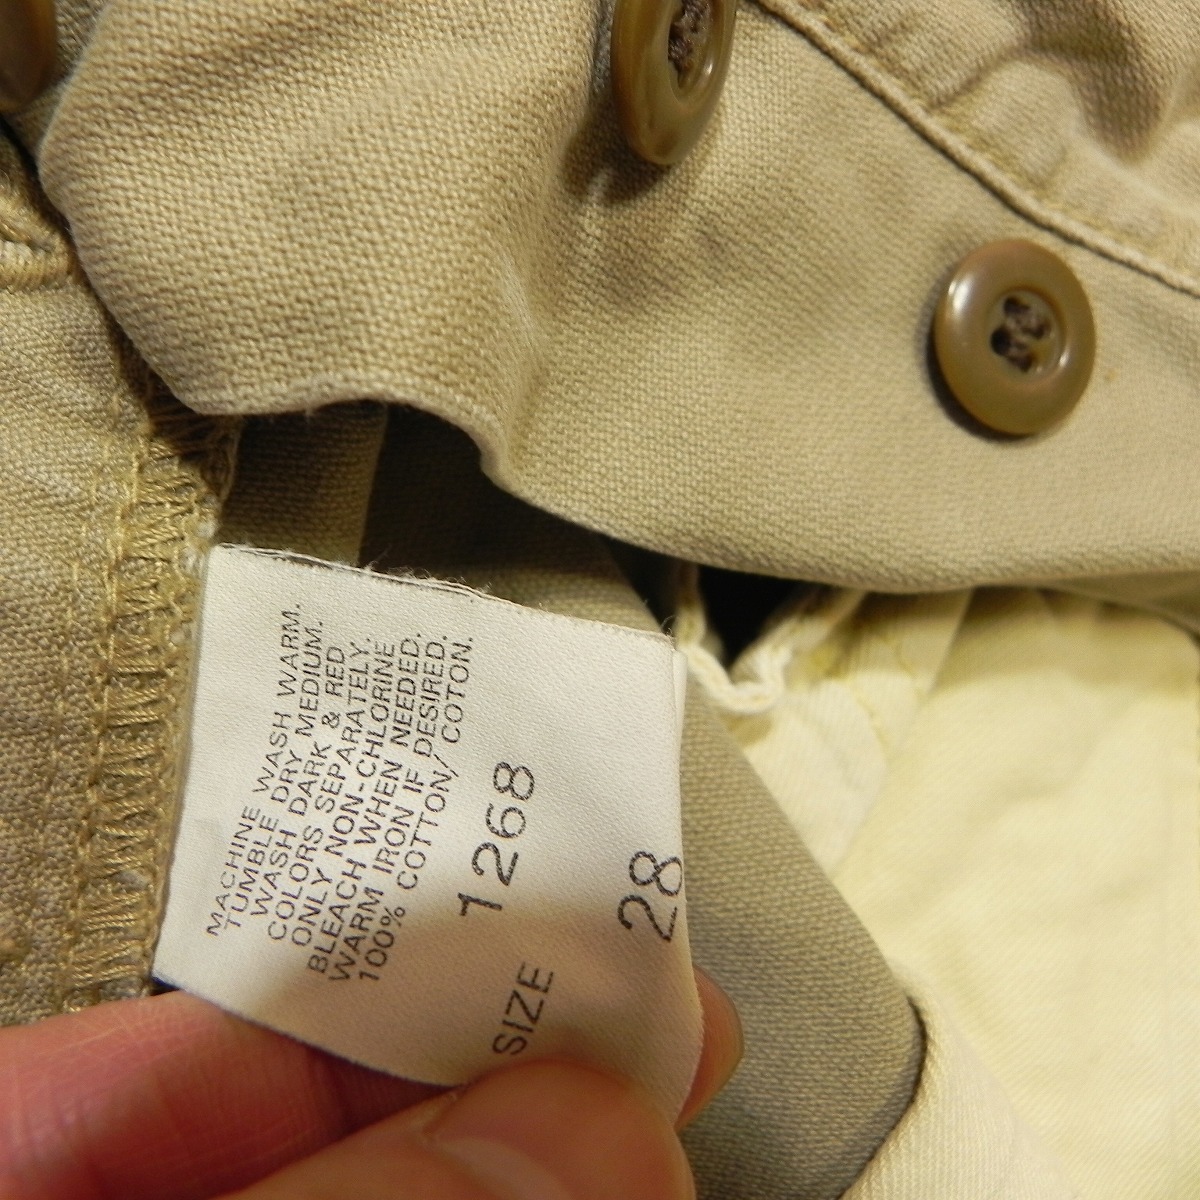 MACHINE WASH WARM.
TUMBLE DRY MEDIUM.
WASH DARK & RED
COLORS SEPARATELY.
ONLY NON-CHLORINE
BLEACH WHEN NEEDED.
WARM IRON IF DESIRED.
100% COTTON/COTON.
1268
SIZE 28